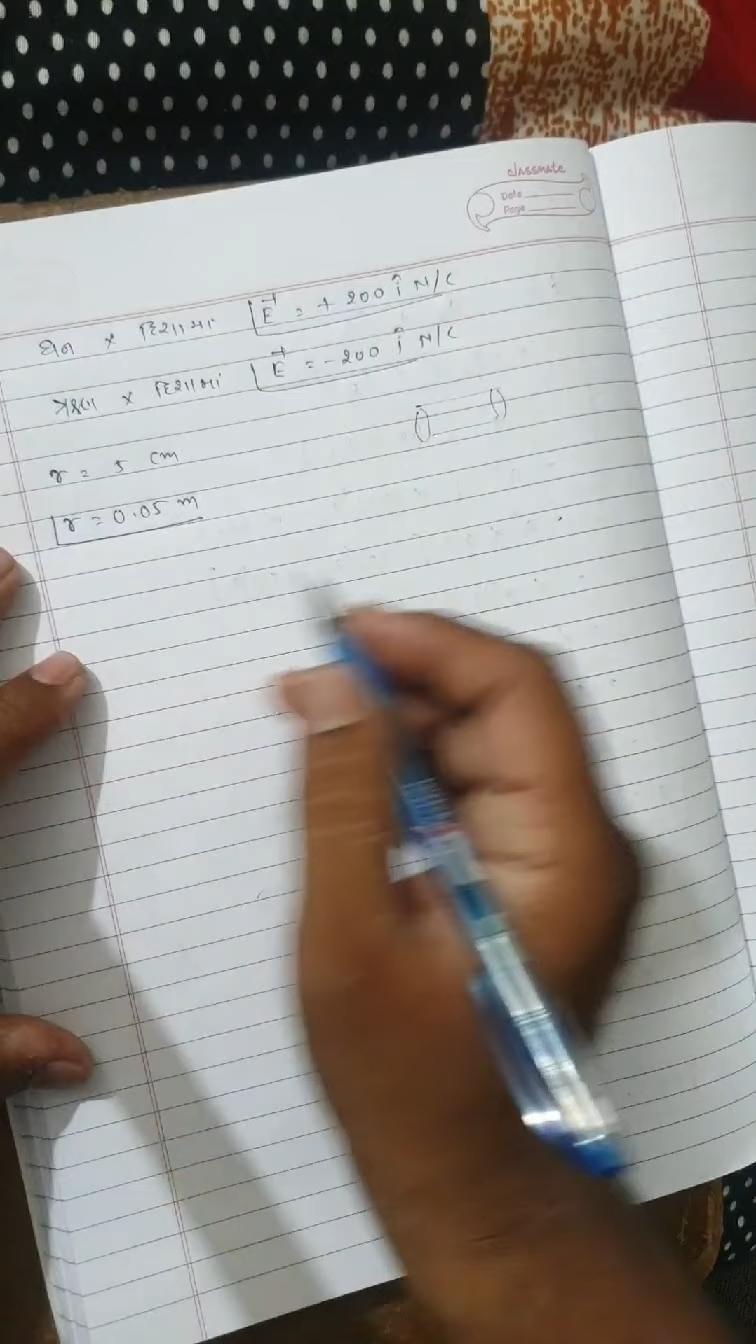 classmate
Date
Page
ધન x દિશામાં E⃗ = + 200 î N/C
ઋણ x દિશામાં E⃗ = - 200 î N/C
r = 5 cm
r = 0.05 m